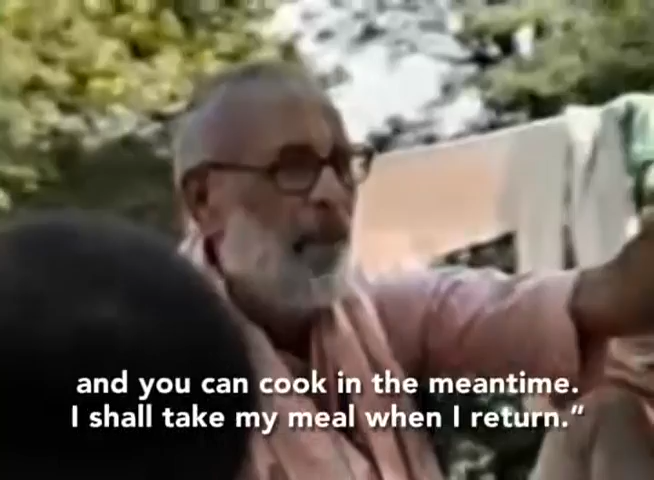 and you can cook in the meantime.
I shall take my meal when I return.”